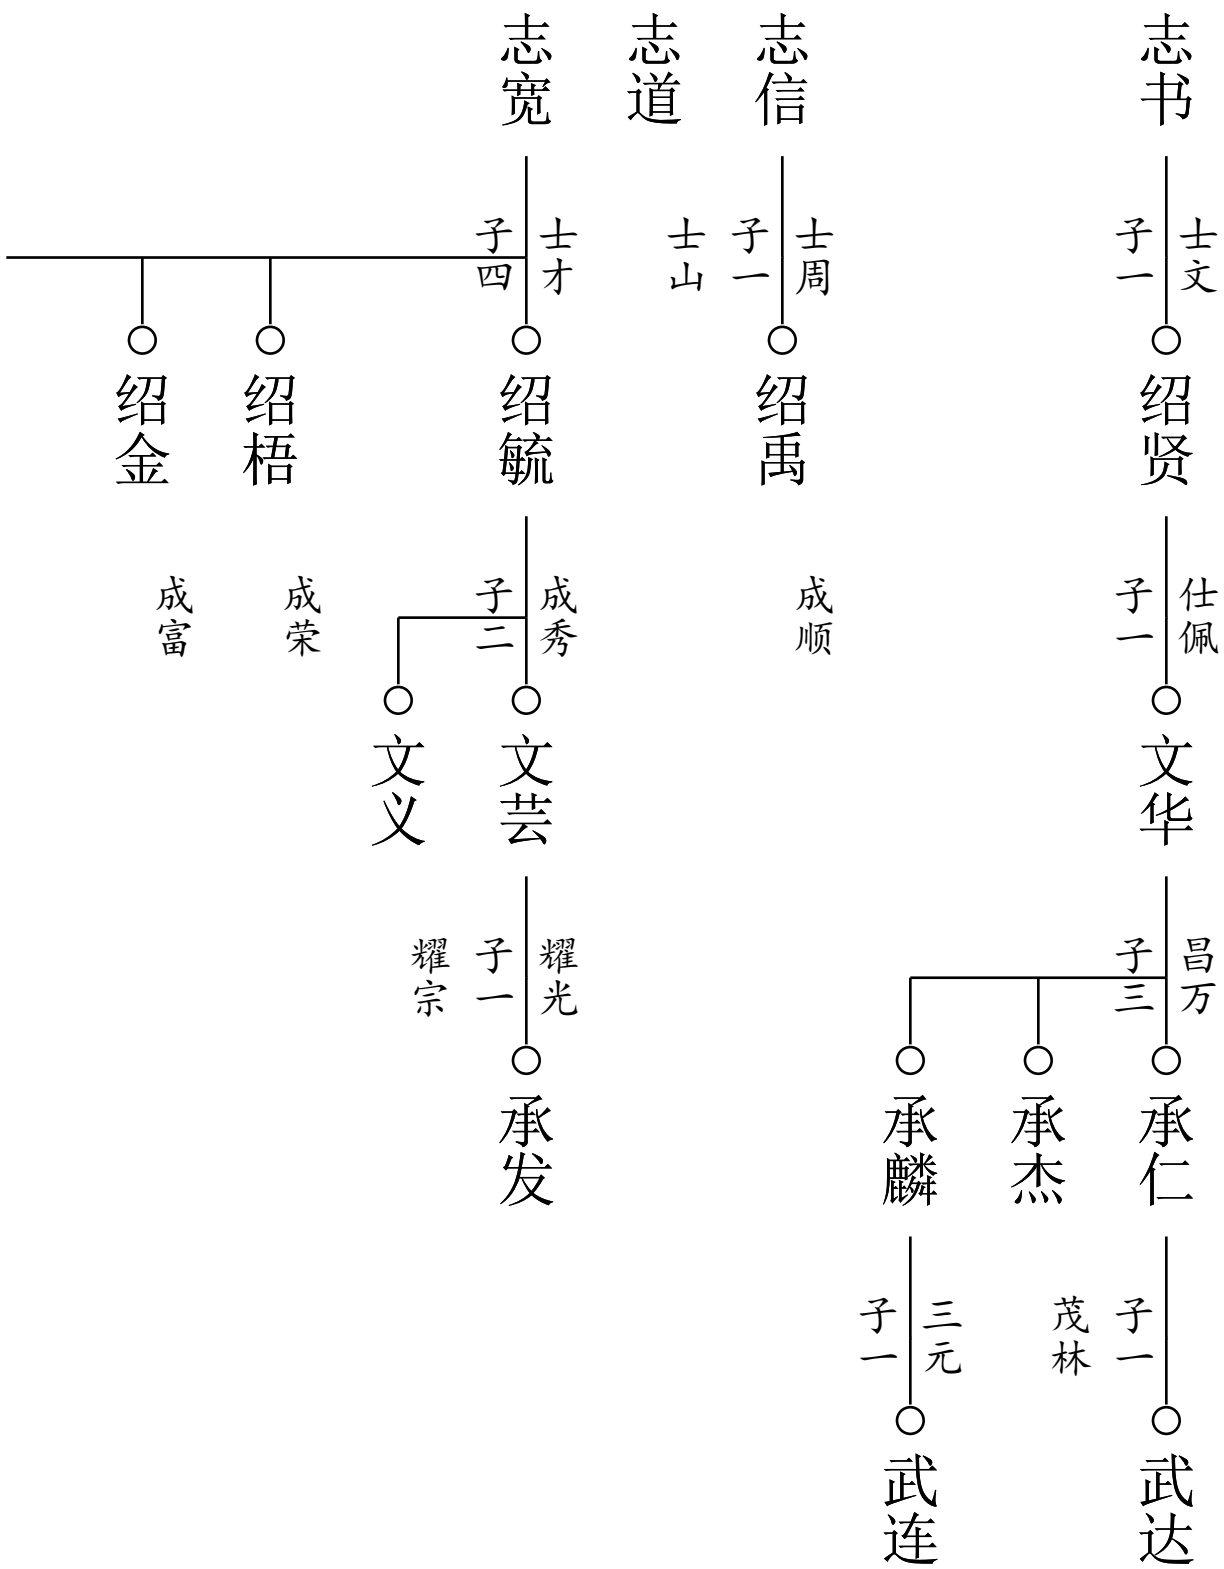 志书
志信
志道
志宽
士文
子一
士周
子一
士山
士才
子四
绍贤
绍禹
绍毓
绍梧
绍金
仕佩
子一
成顺
成秀
子二
成荣
成富
文华
文芸
文义
昌万
子三
耀光
子一
耀宗
承仁
承杰
承麟
承发
子一
茂林
三元
子一
武达
武连